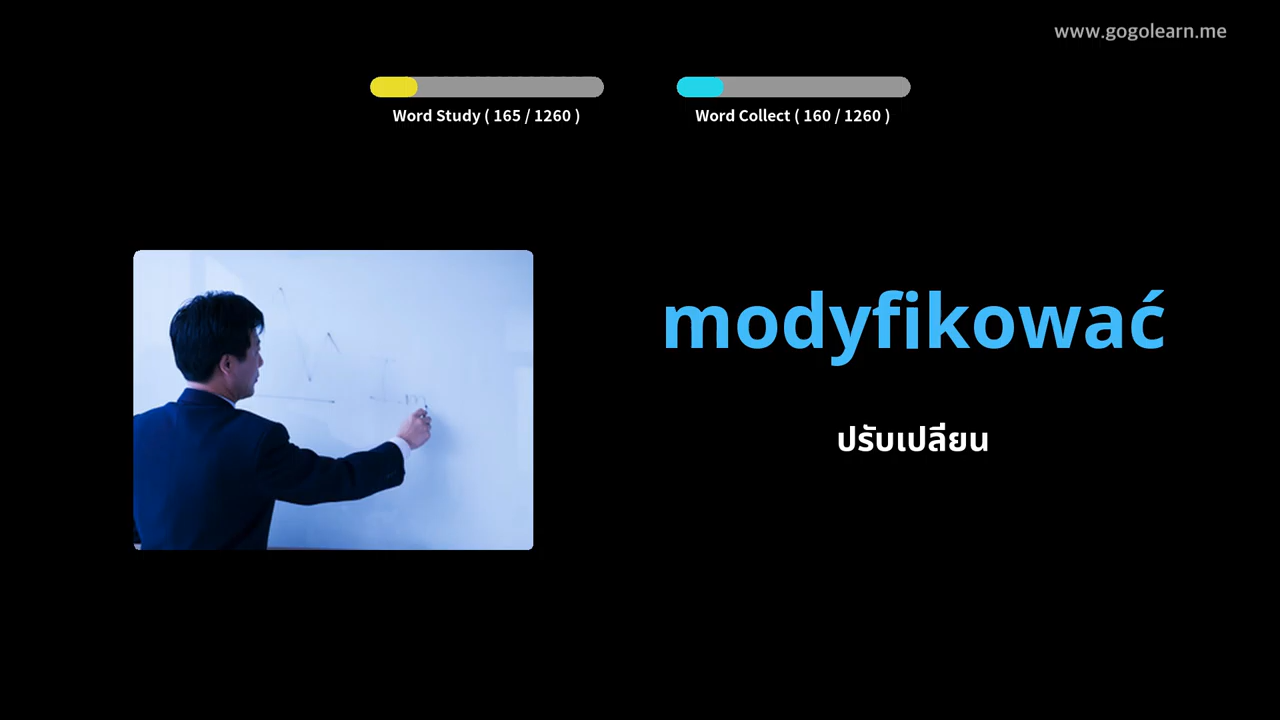 www.gogolearn.me
Word Study ( 165 / 1260 )
Word Collect ( 160 / 1260 )
modyfikować
ปรับเปลี่ยน